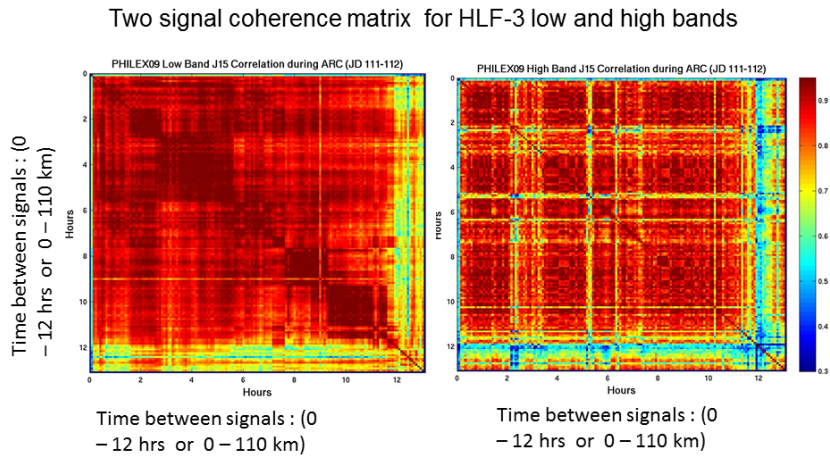 Two signal coherence matrix for HLF-3 low and high bands
PHILEX09 Low Band J15 Correlation during ARC (JD 111-112)
PHILEX09 High Band J15 Correlation during ARC (JD 111-112)
Time between signals : (0
– 12 hrs or 0 – 110 km)
Hours
0
2
4
6
8
10
12
0 2 4 6 8 10 12
Hours
Hours
0
2
4
6
8
10
12
0 2 4 6 8 10 12
Hours
0.9
0.8
0.7
0.6
0.5
0.4
0.3
Time between signals : (0
– 12 hrs or 0 – 110 km)
Time between signals : (0
– 12 hrs or 0 – 110 km)